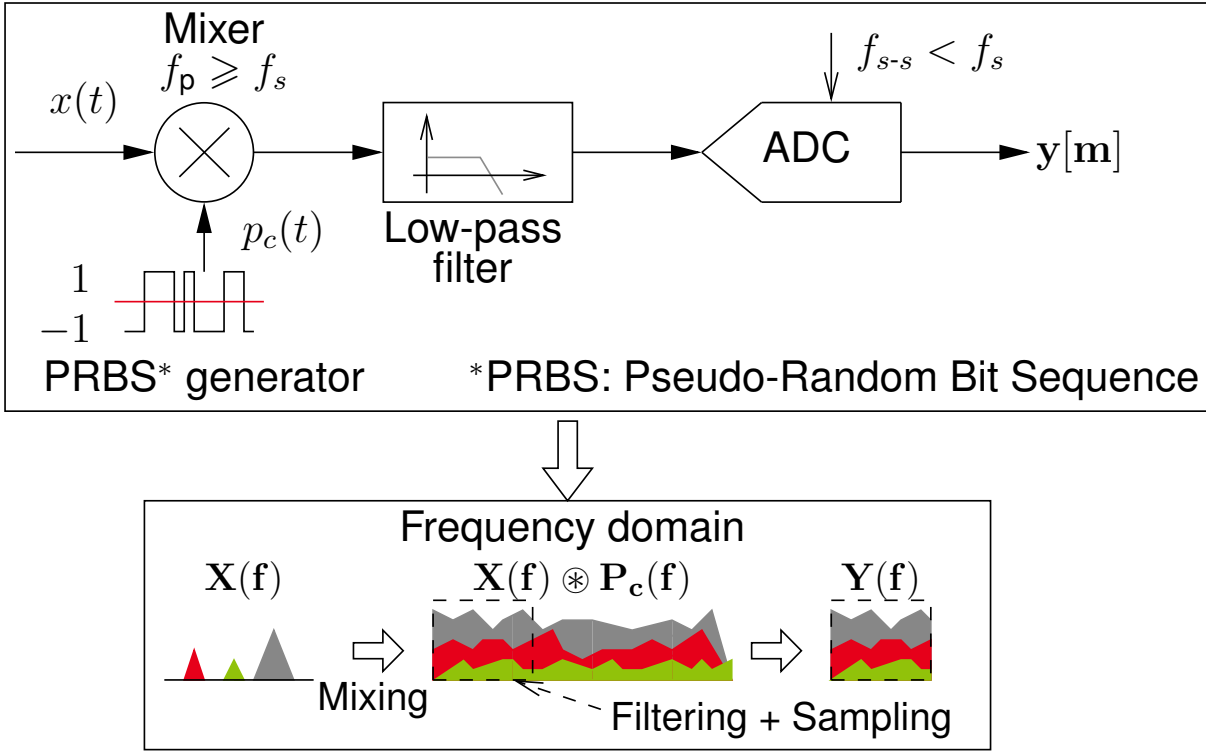 Mixer
f_p ⩾ f_s
x(t)
p_c(t)
1
−1
PRBS* generator
Low-pass
filter
f_{s-s} < f_s
ADC
y[m]
*PRBS: Pseudo-Random Bit Sequence
Frequency domain
X(f)
X(f) ⊛ P_c(f)
Y(f)
Mixing
Filtering + Sampling